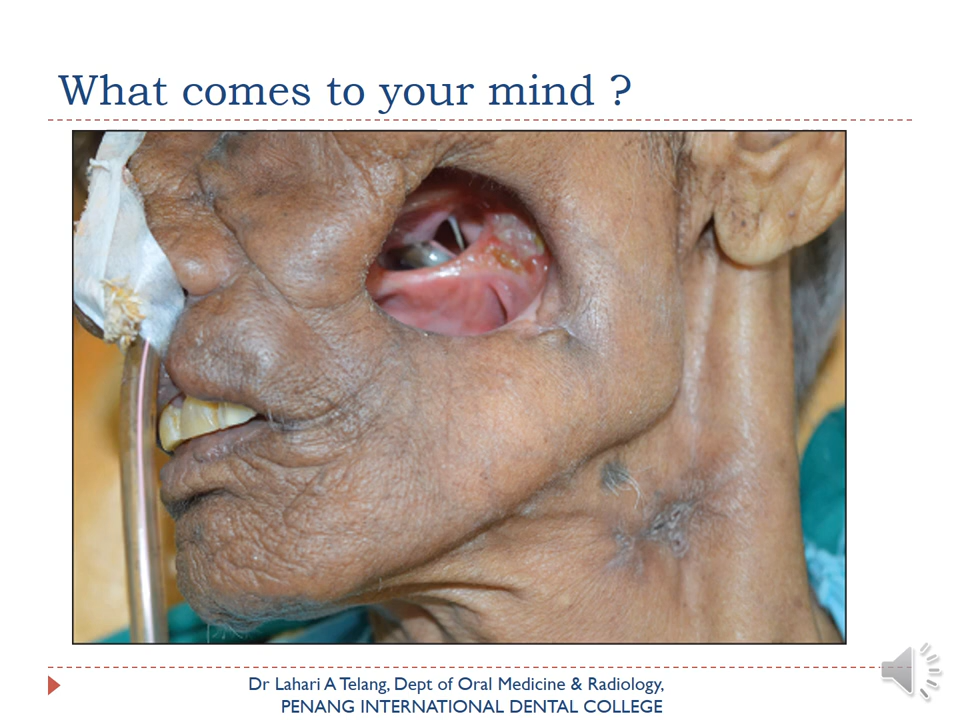 What comes to your mind ?
Dr Lahari A Telang, Dept of Oral Medicine & Radiology,
PENANG INTERNATIONAL DENTAL COLLEGE